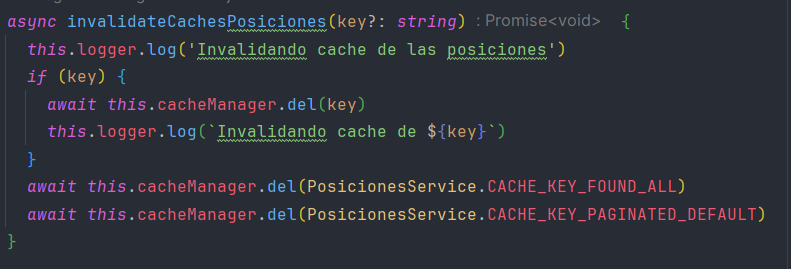 async invalidateCachesPosiciones(key?: string) : Promise<void> {
this.logger.log('Invalidando cache de las posiciones')
if (key) {
await this.cacheManager.del(key)
this.logger.log(`Invalidando cache de ${key}`)
}
await this.cacheManager.del(PosicionesService.CACHE_KEY_FOUND_ALL)
await this.cacheManager.del(PosicionesService.CACHE_KEY_PAGINATED_DEFAULT)
}